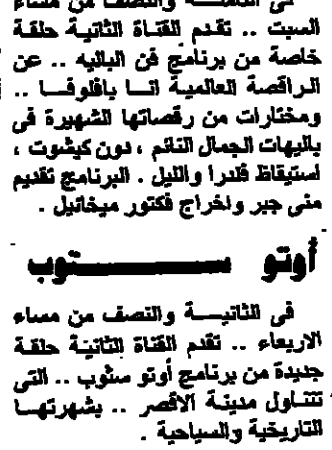 فى الثامنة والنصف من مساء
السبت .. تقدم القناة الثانية حلقة
خاصة من برنامج فن الباليه .. عن
الراقصة العالمية انا بافلوفا ..
ومختارات من رقصاتها الشهيرة فى
باليهات الجمال النائم ، دون كيشوت ،
استيقاظ فلدرا والليل . البرنامج تقديم
منى جبر واخراج فكتور ميخائيل .
أوتو ستوب
فى الثانية والنصف من مساء
الاربعاء .. تقدم القناة الثانية حلقة
جديدة من برنامج أوتو ستوب .. التى
تتناول مدينة الاقصر .. بشهرتها
التاريخية والسياحية .